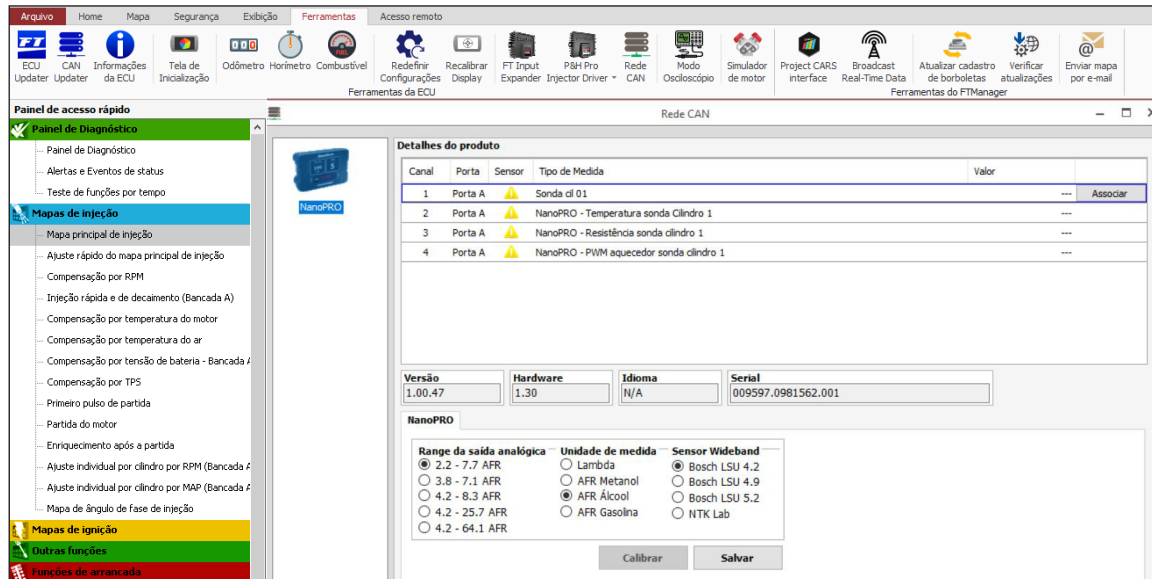 Arquivo Home Mapa Segurança Exibição Ferramentas Acesso remoto
FT
ECU Updater
CAN Updater
Informações da ECU
Tela de Inicialização
Odômetro
Horímetro
FUEL
Combustível
Redefinir Configurações
Recalibrar Display
FT Input Expander
P&H Pro Injector Driver
Rede CAN
Modo Osciloscópio
Simulador de motor
Project CARS interface
Broadcast Real-Time Data
Atualizar cadastro de borboletas
Verificar atualizações
Enviar mapa por e-mail
Ferramentas da ECU
Ferramentas do FTManager
Painel de acesso rápido
Painel de Diagnóstico
Painel de Diagnóstico
Alertas e Eventos de status
Teste de funções por tempo
Mapas de injeção
Mapa principal de injeção
Ajuste rápido do mapa principal de injeção
Compensação por RPM
Injeção rápida e de decaimento (Bancada A)
Compensação por temperatura do motor
Compensação por temperatura do ar
Compensação por tensão de bateria - Bancada A
Compensação por TPS
Primeiro pulso de partida
Partida do motor
Enriquecimento após a partida
Ajuste individual por cilindro por RPM (Bancada A
Ajuste individual por cilindro por MAP (Bancada A
Mapa de ângulo de fase de injeção
Mapas de ignição
Outras funções
Funções de arrancada
Rede CAN
NanoPRO
Detalhes do produto
Canal Porta Sensor Tipo de Medida Valor
1 Porta A Sonda cil 01 --- Associar
2 Porta A NanoPRO - Temperatura sonda Cilindro 1 ---
3 Porta A NanoPRO - Resistência sonda cilindro 1 ---
4 Porta A NanoPRO - PWM aquecedor sonda cilindro 1 ---
Versão Hardware Idioma Serial
1.00.47 1.30 N/A 009597.0981562.001
NanoPRO
Range da saída analógica Unidade de medida Sensor Wideband
2.2 - 7.7 AFR Lambda Bosch LSU 4.2
3.8 - 7.1 AFR AFR Metanol Bosch LSU 4.9
4.2 - 8.3 AFR AFR Álcool Bosch LSU 5.2
4.2 - 25.7 AFR AFR Gasolina NTK Lab
4.2 - 64.1 AFR
Calibrar Salvar